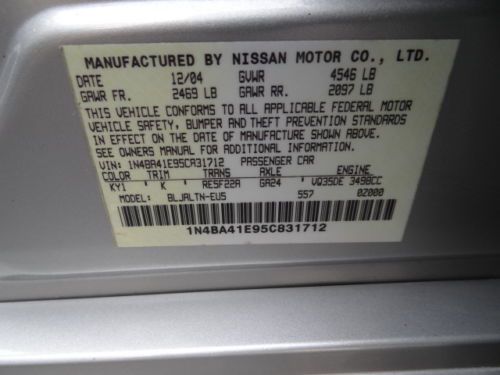 MANUFACTURED BY NISSAN MOTOR CO., LTD.
DATE 12/04 GVWR 4546 LB
GAWR FR. 2469 LB GAWR RR. 2097 LB
THIS VEHICLE CONFORMS TO ALL APPLICABLE FEDERAL MOTOR
VEHICLE SAFETY, BUMPER AND THEFT PREVENTION STANDARDS
IN EFFECT ON THE DATE OF MANUFACTURE SHOWN ABOVE.
SEE OWNERS MANUAL FOR ADDITIONAL INFORMATION.
VIN: 1N4BA41E95C831712 PASSENGER CAR
COLOR TRIM TRANS AXLE ENGINE
KY1 K RE5F22A GA24 VQ35DE 3498CC
MODEL BLJALTN-EUS 557 0Z000
1N4BA41E95C831712